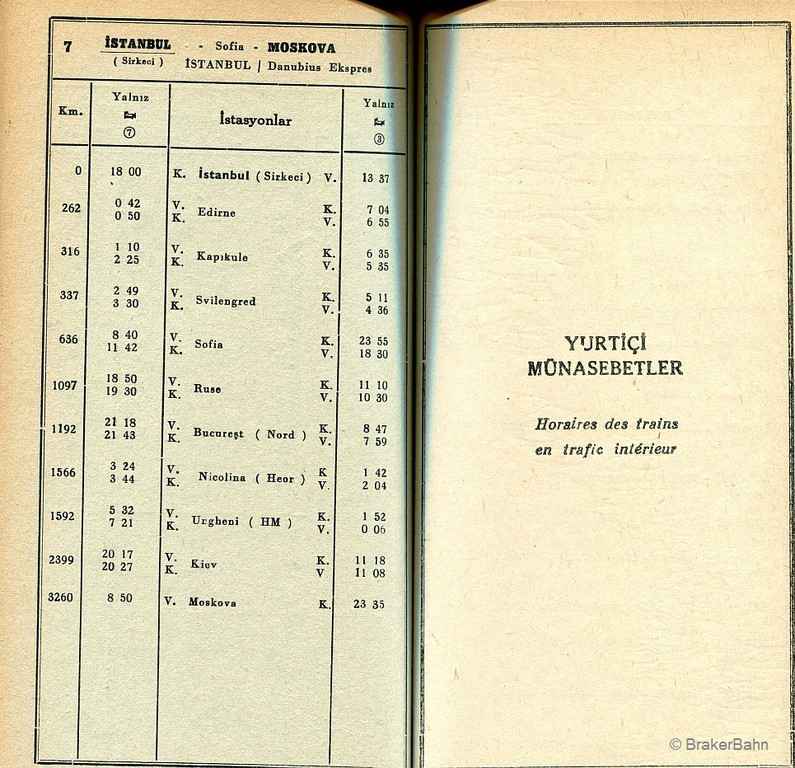 7 İSTANBUL - - Sofia - MOSKOVA
( Sirkeci ) İSTANBUL / Danubius Ekspres
Km. Yalnız İstasyonlar Yalnız
⑦ ③
0 18 00 K. İstanbul ( Sirkeci ) V. 13 37
262 0 42 V. Edirne K. 7 04
0 50 K. V. 6 55
316 1 10 V. Kapıkule K. 6 35
2 25 K. V. 5 35
337 2 49 V. Svilengred K. 5 11
3 30 K. V. 4 36
636 8 40 V. Sofia K. 23 55
11 42 K. V. 18 30
1097 18 50 V. Ruse K. 11 10
19 30 K. V. 10 30
1192 21 18 V. Bucureşt ( Nord ) K. 8 47
21 43 K. V. 7 59
1566 3 24 V. Nicolina ( Heor ) K 1 42
3 44 K. V. 2 04
1592 5 32 V. Urgheni ( HM ) K. 1 52
7 21 K. V. 0 06
2399 20 17 V. Kiev K. 11 18
20 27 K. V 11 08
3260 8 50 V. Moskova K. 23 35
YURTİÇİ
MÜNASEBETLER
Horaires des trains
en trafic intérieur
© BrakerBahn